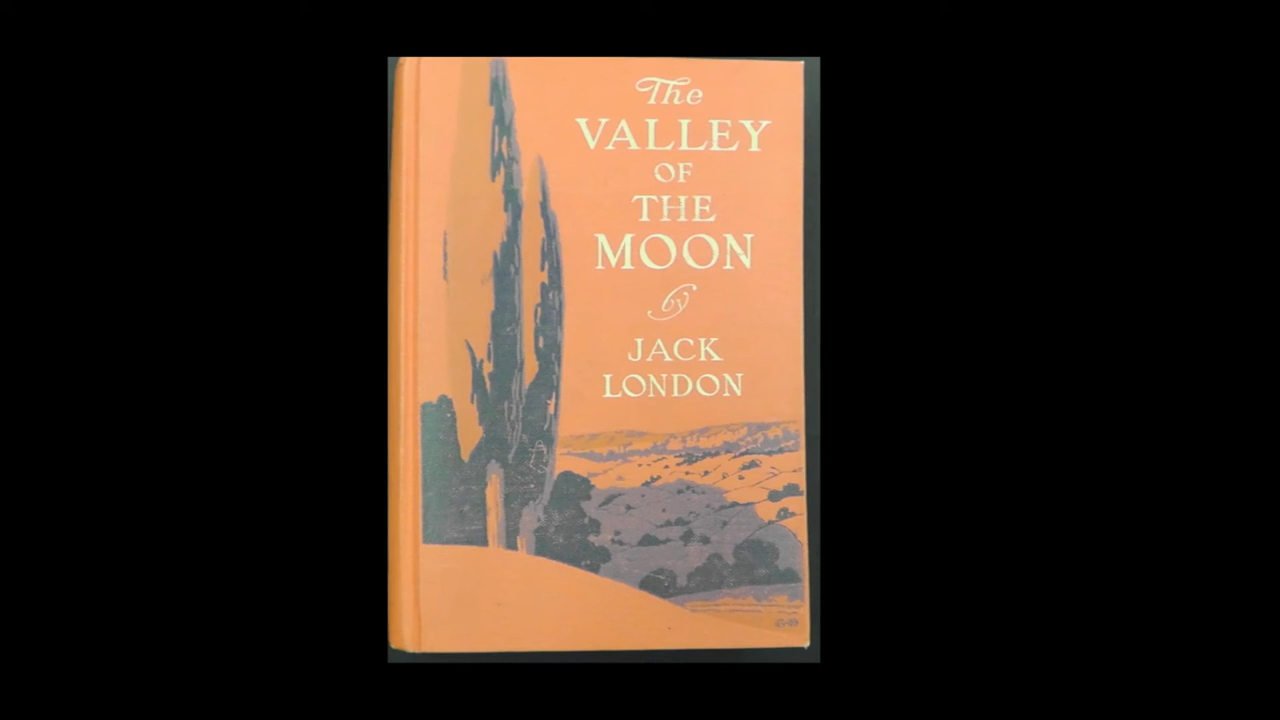 The
VALLEY
OF
THE
MOON
by
JACK
LONDON